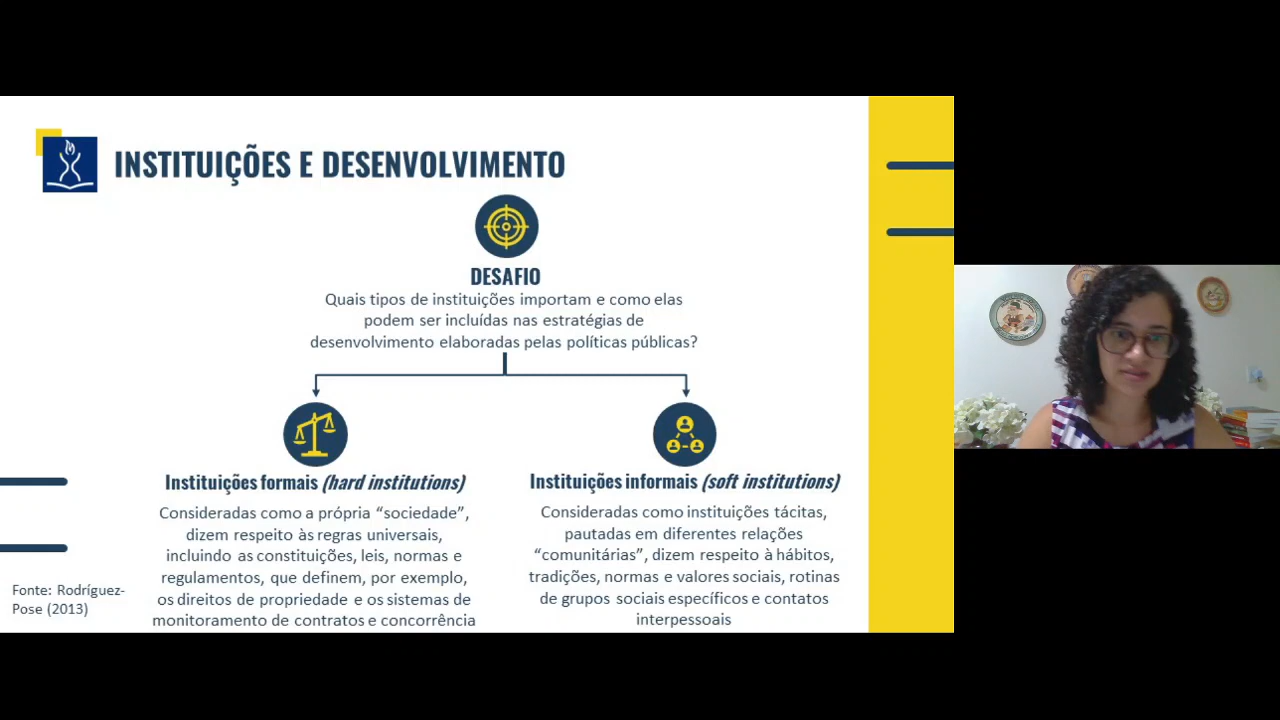 INSTITUIÇÕES E DESENVOLVIMENTO
DESAFIO
Quais tipos de instituições importam e como elas
podem ser incluídas nas estratégias de
desenvolvimento elaboradas pelas políticas públicas?
Instituições formais (hard institutions)
Consideradas como a própria “sociedade”,
dizem respeito às regras universais,
incluindo as constituições, leis, normas e
regulamentos, que definem, por exemplo,
os direitos de propriedade e os sistemas de
monitoramento de contratos e concorrência
Instituições informais (soft institutions)
Consideradas como instituições tácitas,
pautadas em diferentes relações
“comunitárias”, dizem respeito à hábitos,
tradições, normas e valores sociais, rotinas
de grupos sociais específicos e contatos
interpessoais
Fonte: Rodríguez-
Pose (2013)